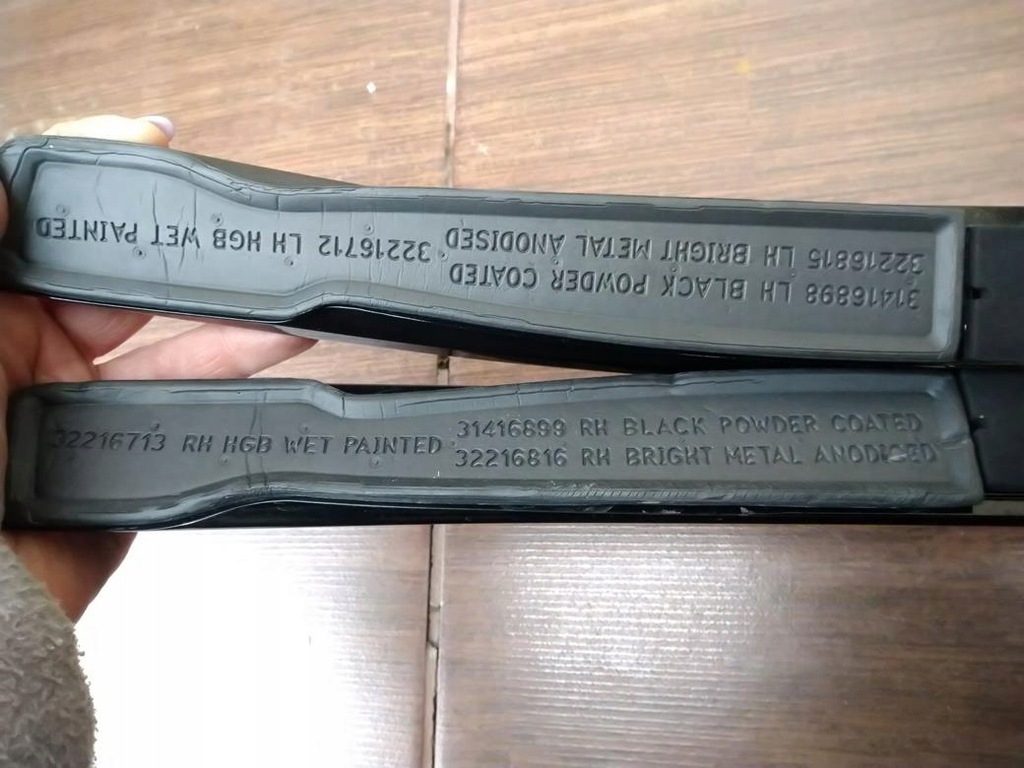 32216712 LH HGB WET PAINTED
31416898 LH BLACK POWDER COATED
32216815 LH BRIGHT METAL ANODISED
32216713 RH HGB WET PAINTED
31416899 RH BLACK POWDER COATED
32216816 RH BRIGHT METAL ANODISED